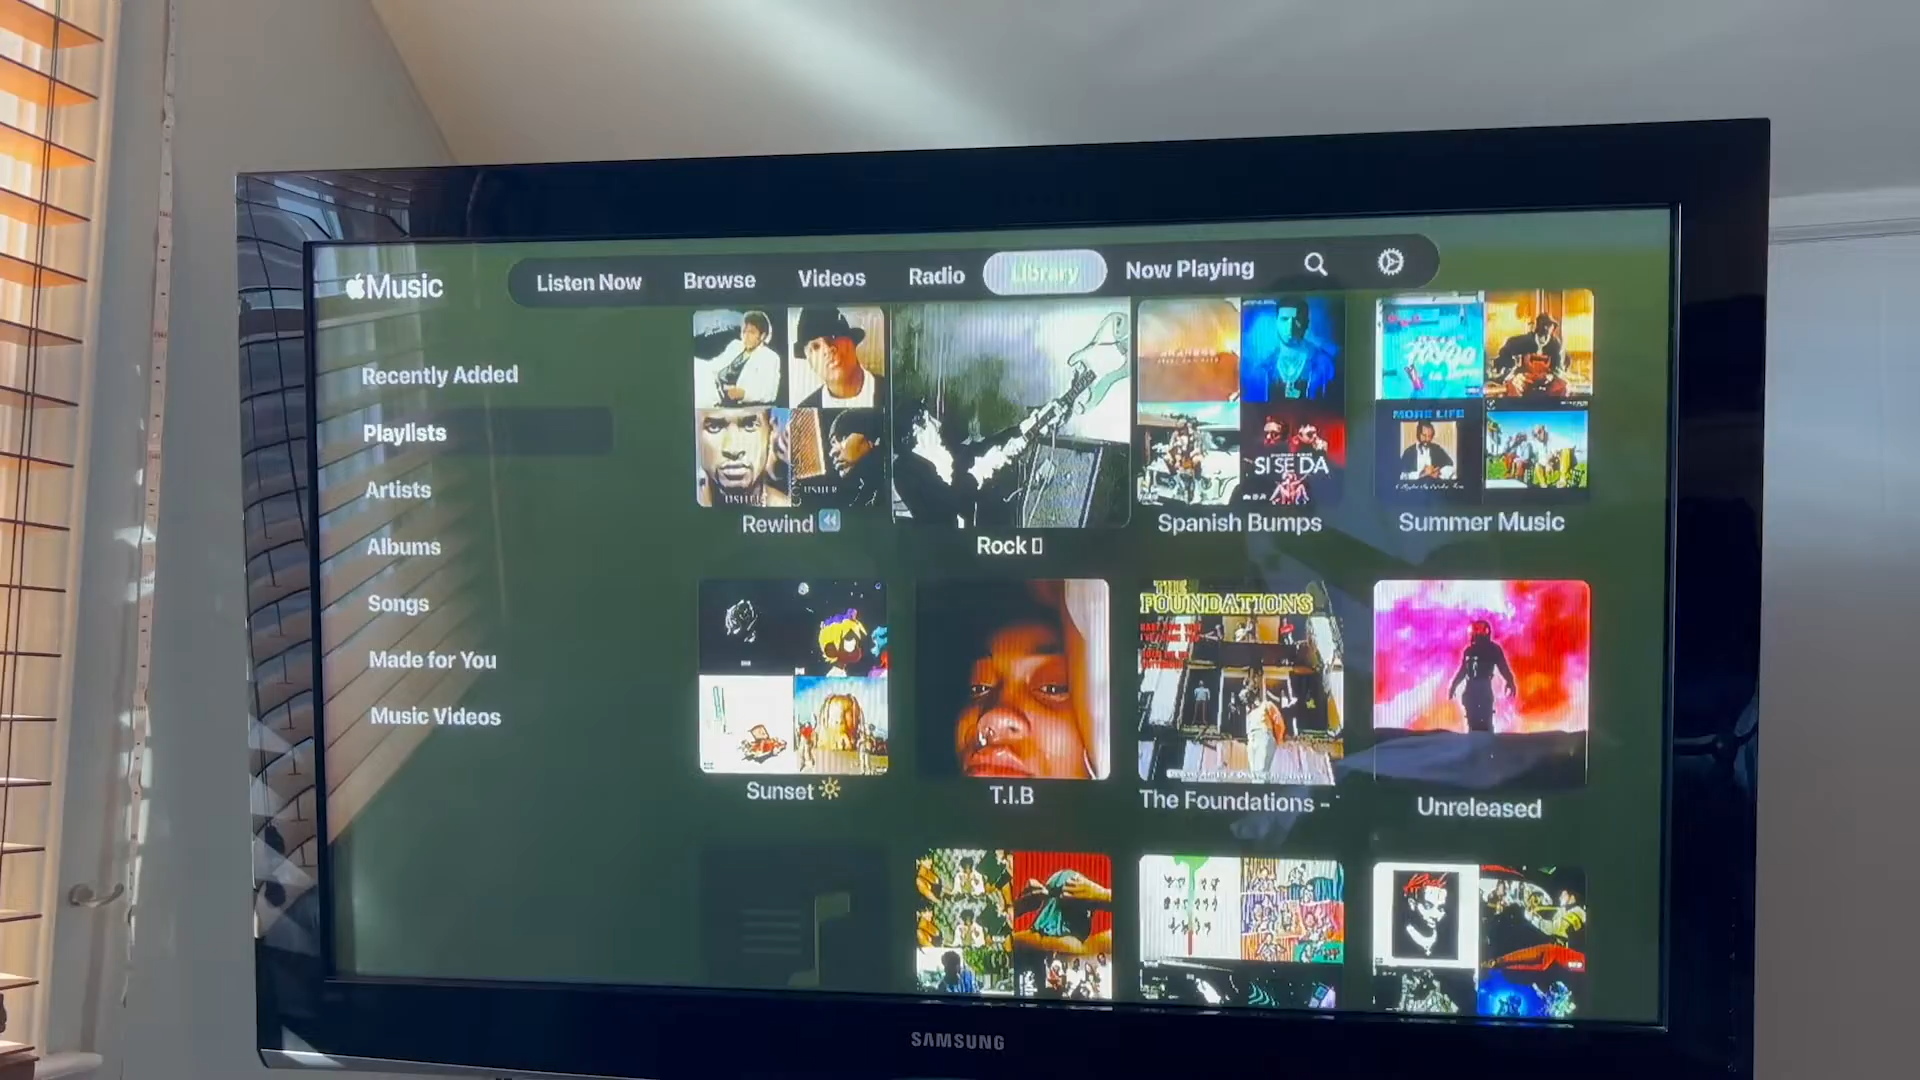 Music
Listen Now
Browse
Videos
Radio
Library
Now Playing
Recently Added
Playlists
Artists
Albums
Songs
Made for You
Music Videos
USHER
USHER
SI SE DA
MORE LIFE
Rewind ⏪
Rock
Spanish Bumps
Summer Music
THE
FOUNDATIONS
Sunset
T.I.B
The Foundations -
Unreleased
SAMSUNG